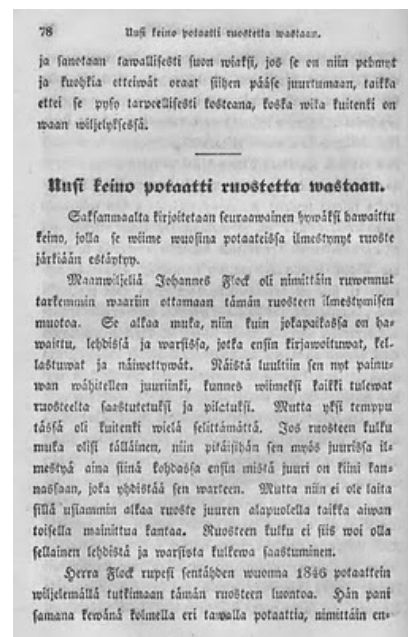 78 Uusi keino potaatti ruostetta wastaan.
ja sanotaan tawallisesti suon wiaksi, jos se on niin pehmyt
ja kuohkia etteiwät oraat siihen pääse juurtumaan, taikka
ettei se pysy tarpeellisesti kosteana, koska wika kuitenki on
waan wiljelyksessä.
Uusi keino potaatti ruostetta wastaan.
Saksanmaalta kirjoitetaan seuraawainen hywäksi hawaittu
keino, jolla se wiime wuosina potaateissa ilmestynyt ruoste
järkiään estäytyy.
Maanwiljeliä Johannes Flock oli nimittäin ruwennut
tarkemmin waariin ottamaan tämän ruosteen ilmestymisen
muotoa. Se alkaa muka, niin kuin jokapaikassa on ha-
waittu, lehdissä ja warsissa, jotka ensin kirjawoituwat, kel-
lastuwat ja näiwettywät. Näistä luultiin sen nyt painu-
wan wähitellen juuriinki, kunnes wiimeksi kaikki tulewat
ruosteelta saastutetuksi ja pilatuksi. Mutta yksi temppu
tässä oli kuitenki wielä selittämättä. Jos ruosteen kulku
muka olisi tälläinen, niin pitäisihän sen myös juurissa il-
mestyä aina siinä kohdassa ensin mistä juuri on kiini kan-
nassaan, joka yhdistää sen warteen. Mutta niin ei ole laita
sillä usiammin alkaa ruoste juuren alapuolella taikka aiwan
toisella mainittua kantaa. Ruosteen kulku ei siis woi olla
sellainen lehdistä ja warsista kulkewa saastuminen.
Herra Flock rupesi sentähden wuonna 1846 potaattein
wiljelemällä tutkimaan tämän ruosteen luontoa. Hän pani
samana kewänä kolmella eri tawalla potaattia, nimittäin en-